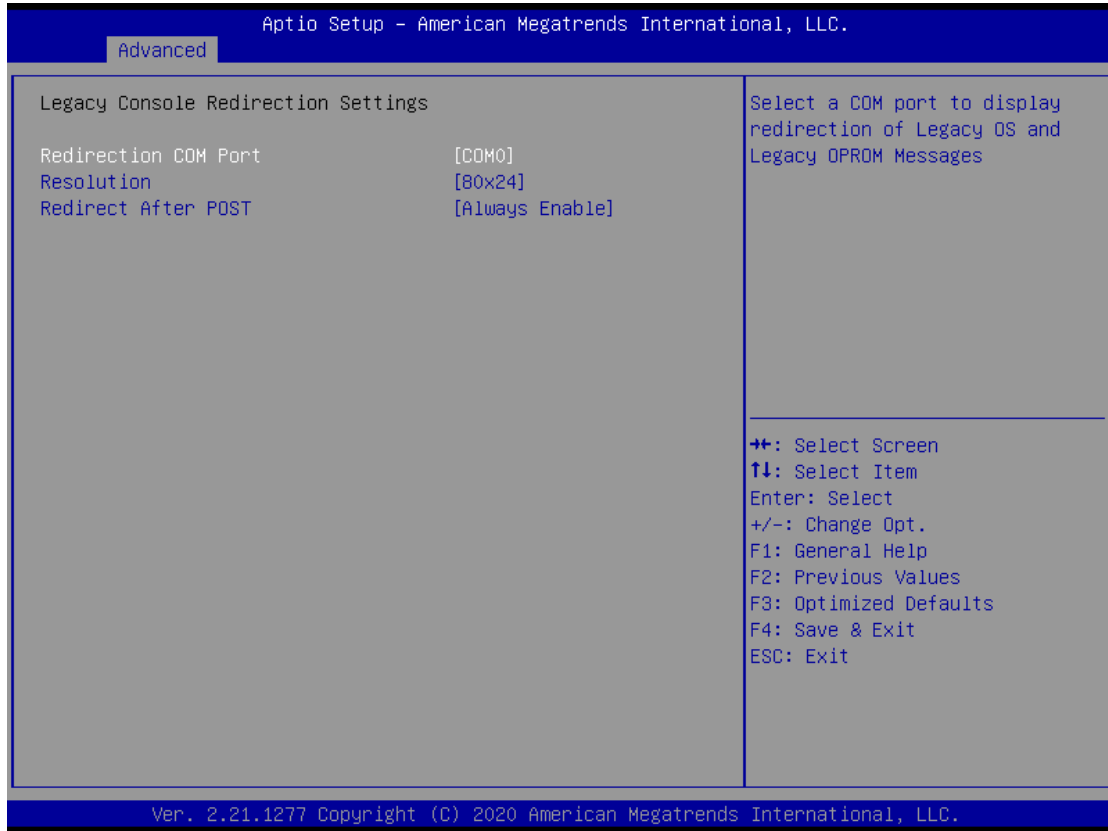 Aptio Setup – American Megatrends International, LLC.
Advanced
Legacy Console Redirection Settings
Redirection COM Port [COM0]
Resolution [80x24]
Redirect After POST [Always Enable]
Select a COM port to display
redirection of Legacy OS and
Legacy OPROM Messages
→←: Select Screen
↑↓: Select Item
Enter: Select
+/-: Change Opt.
F1: General Help
F2: Previous Values
F3: Optimized Defaults
F4: Save & Exit
ESC: Exit
Ver. 2.21.1277 Copyright (C) 2020 American Megatrends International, LLC.